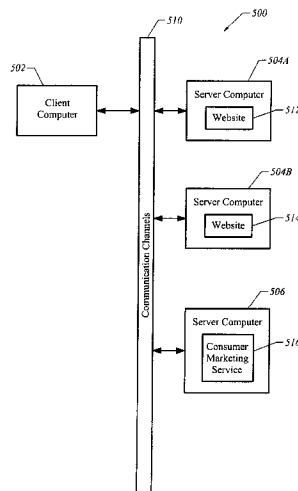 510
500
502
Client
Computer
504A
Server Computer
Website
512
504B
Server Computer
Website
514
Communication Channels
506
Server Computer
Consumer
Marketing
Service
516